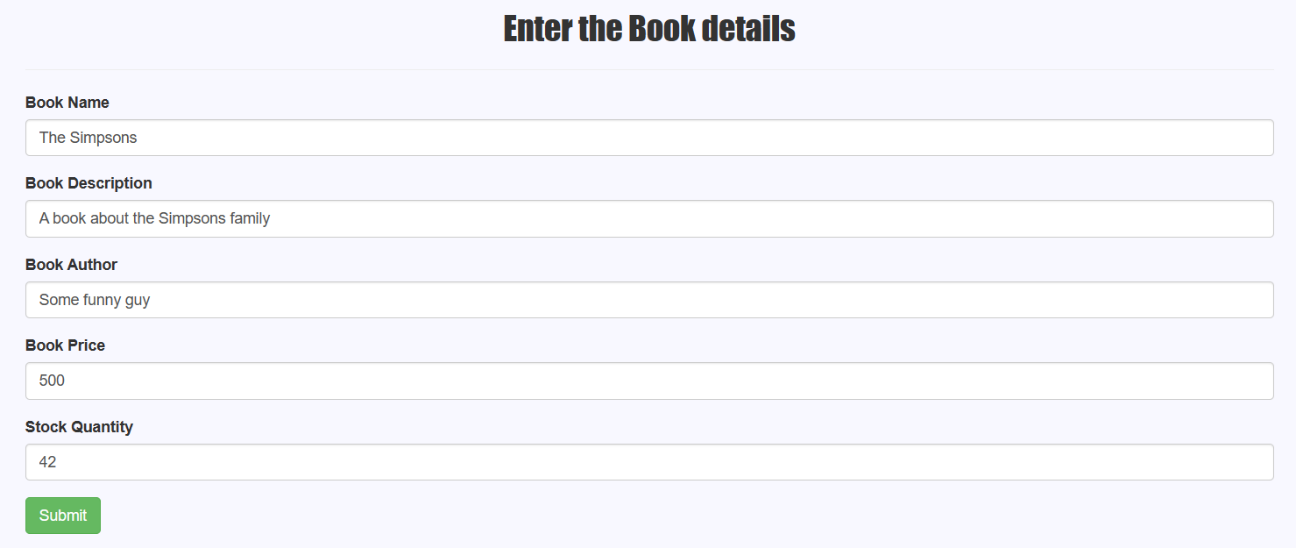 Enter the Book details
Book Name
The Simpsons
Book Description
A book about the Simpsons family
Book Author
Some funny guy
Book Price
500
Stock Quantity
42
Submit